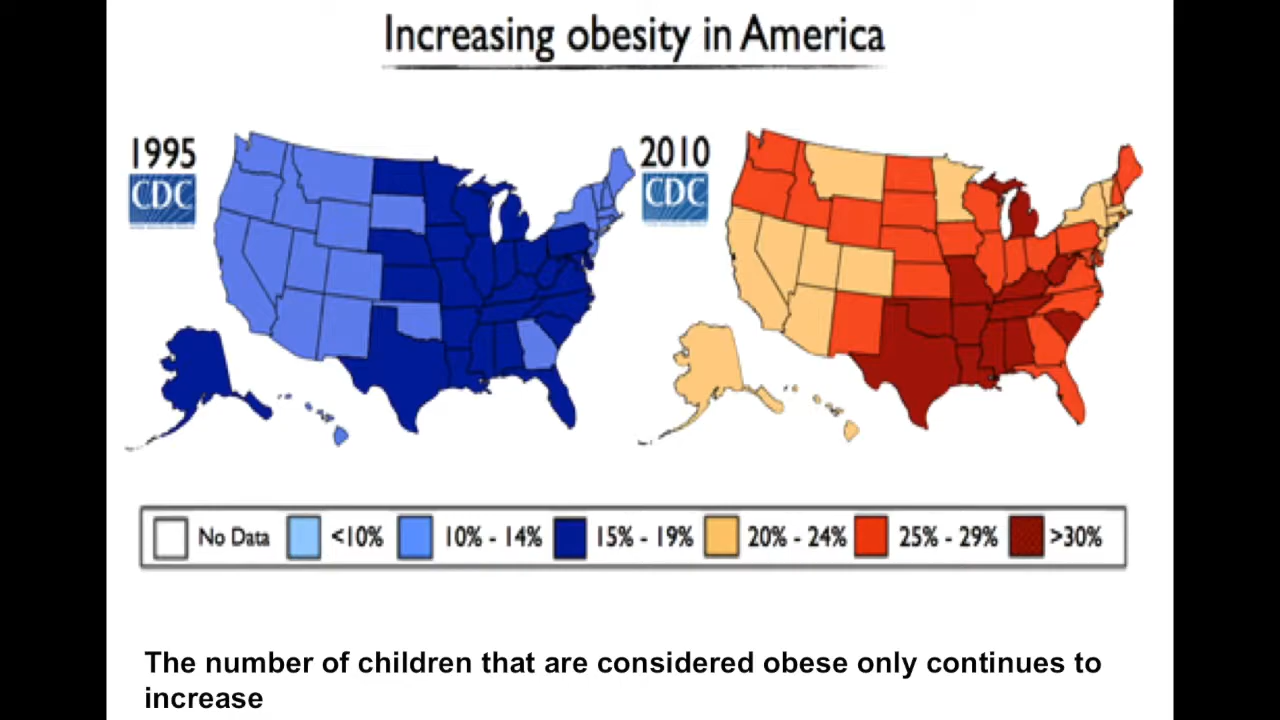 Increasing obesity in America
1995
CDC
2010
CDC
No Data
<10%
10% - 14%
15% - 19%
20% - 24%
25% - 29%
>30%
The number of children that are considered obese only continues to
increase